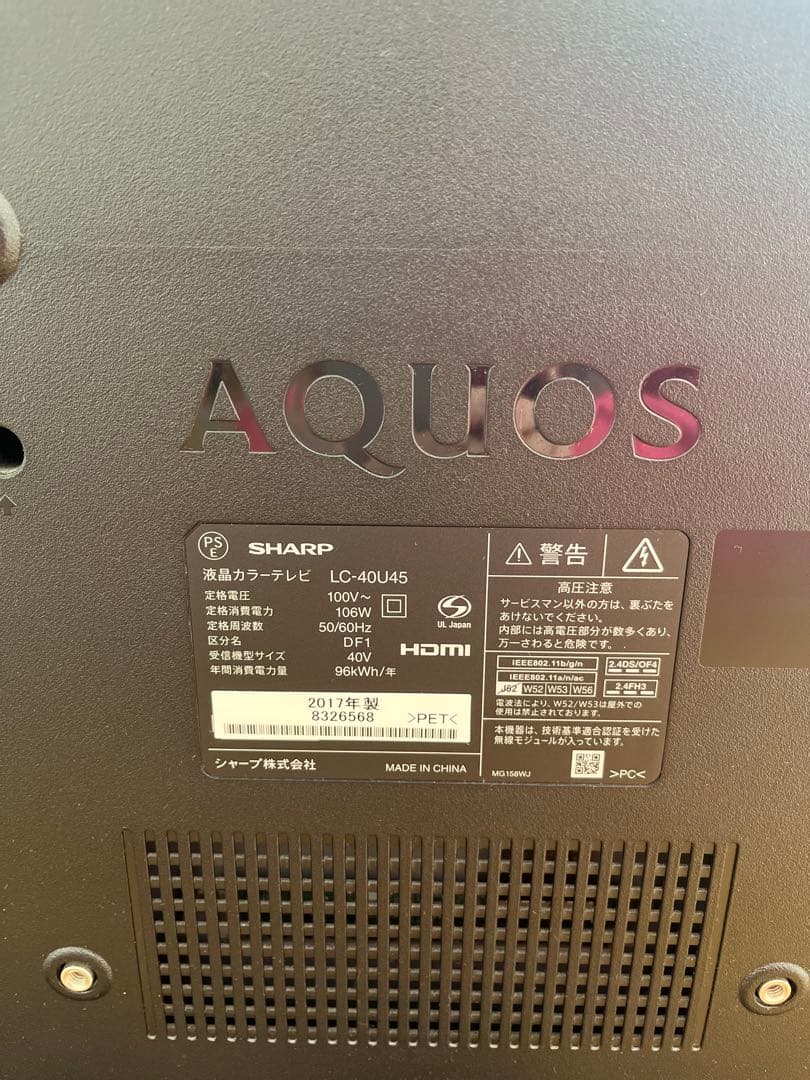 AQUOS
PS
E
SHARP
液晶カラーテレビ LC-40U45
定格電圧 100V～
定格消費電力 106W
定格周波数 50/60Hz
区分名 DF1
受信機型サイズ 40V
年間消費電力量 96kWh/年
UL Japan
HDMI
2017年製
8326568
>PET<
シャープ株式会社
MADE IN CHINA
警告
高圧注意
サービスマン以外の方は、裏ぶたを
あけないでください。
内部には高電圧部分が数多くあり、
万一さわると危険です。
IEEE802.11b/g/n
IEEE802.11a/n/ac
J52 W52 W53 W56
2.4DS/OF4
2.4FH3
電波法により、W52/W53は屋外での
使用は禁止されております。
本機器は、技術基準適合認証を受けた
無線モジュールが入っています。
MG158WJ
>PC<